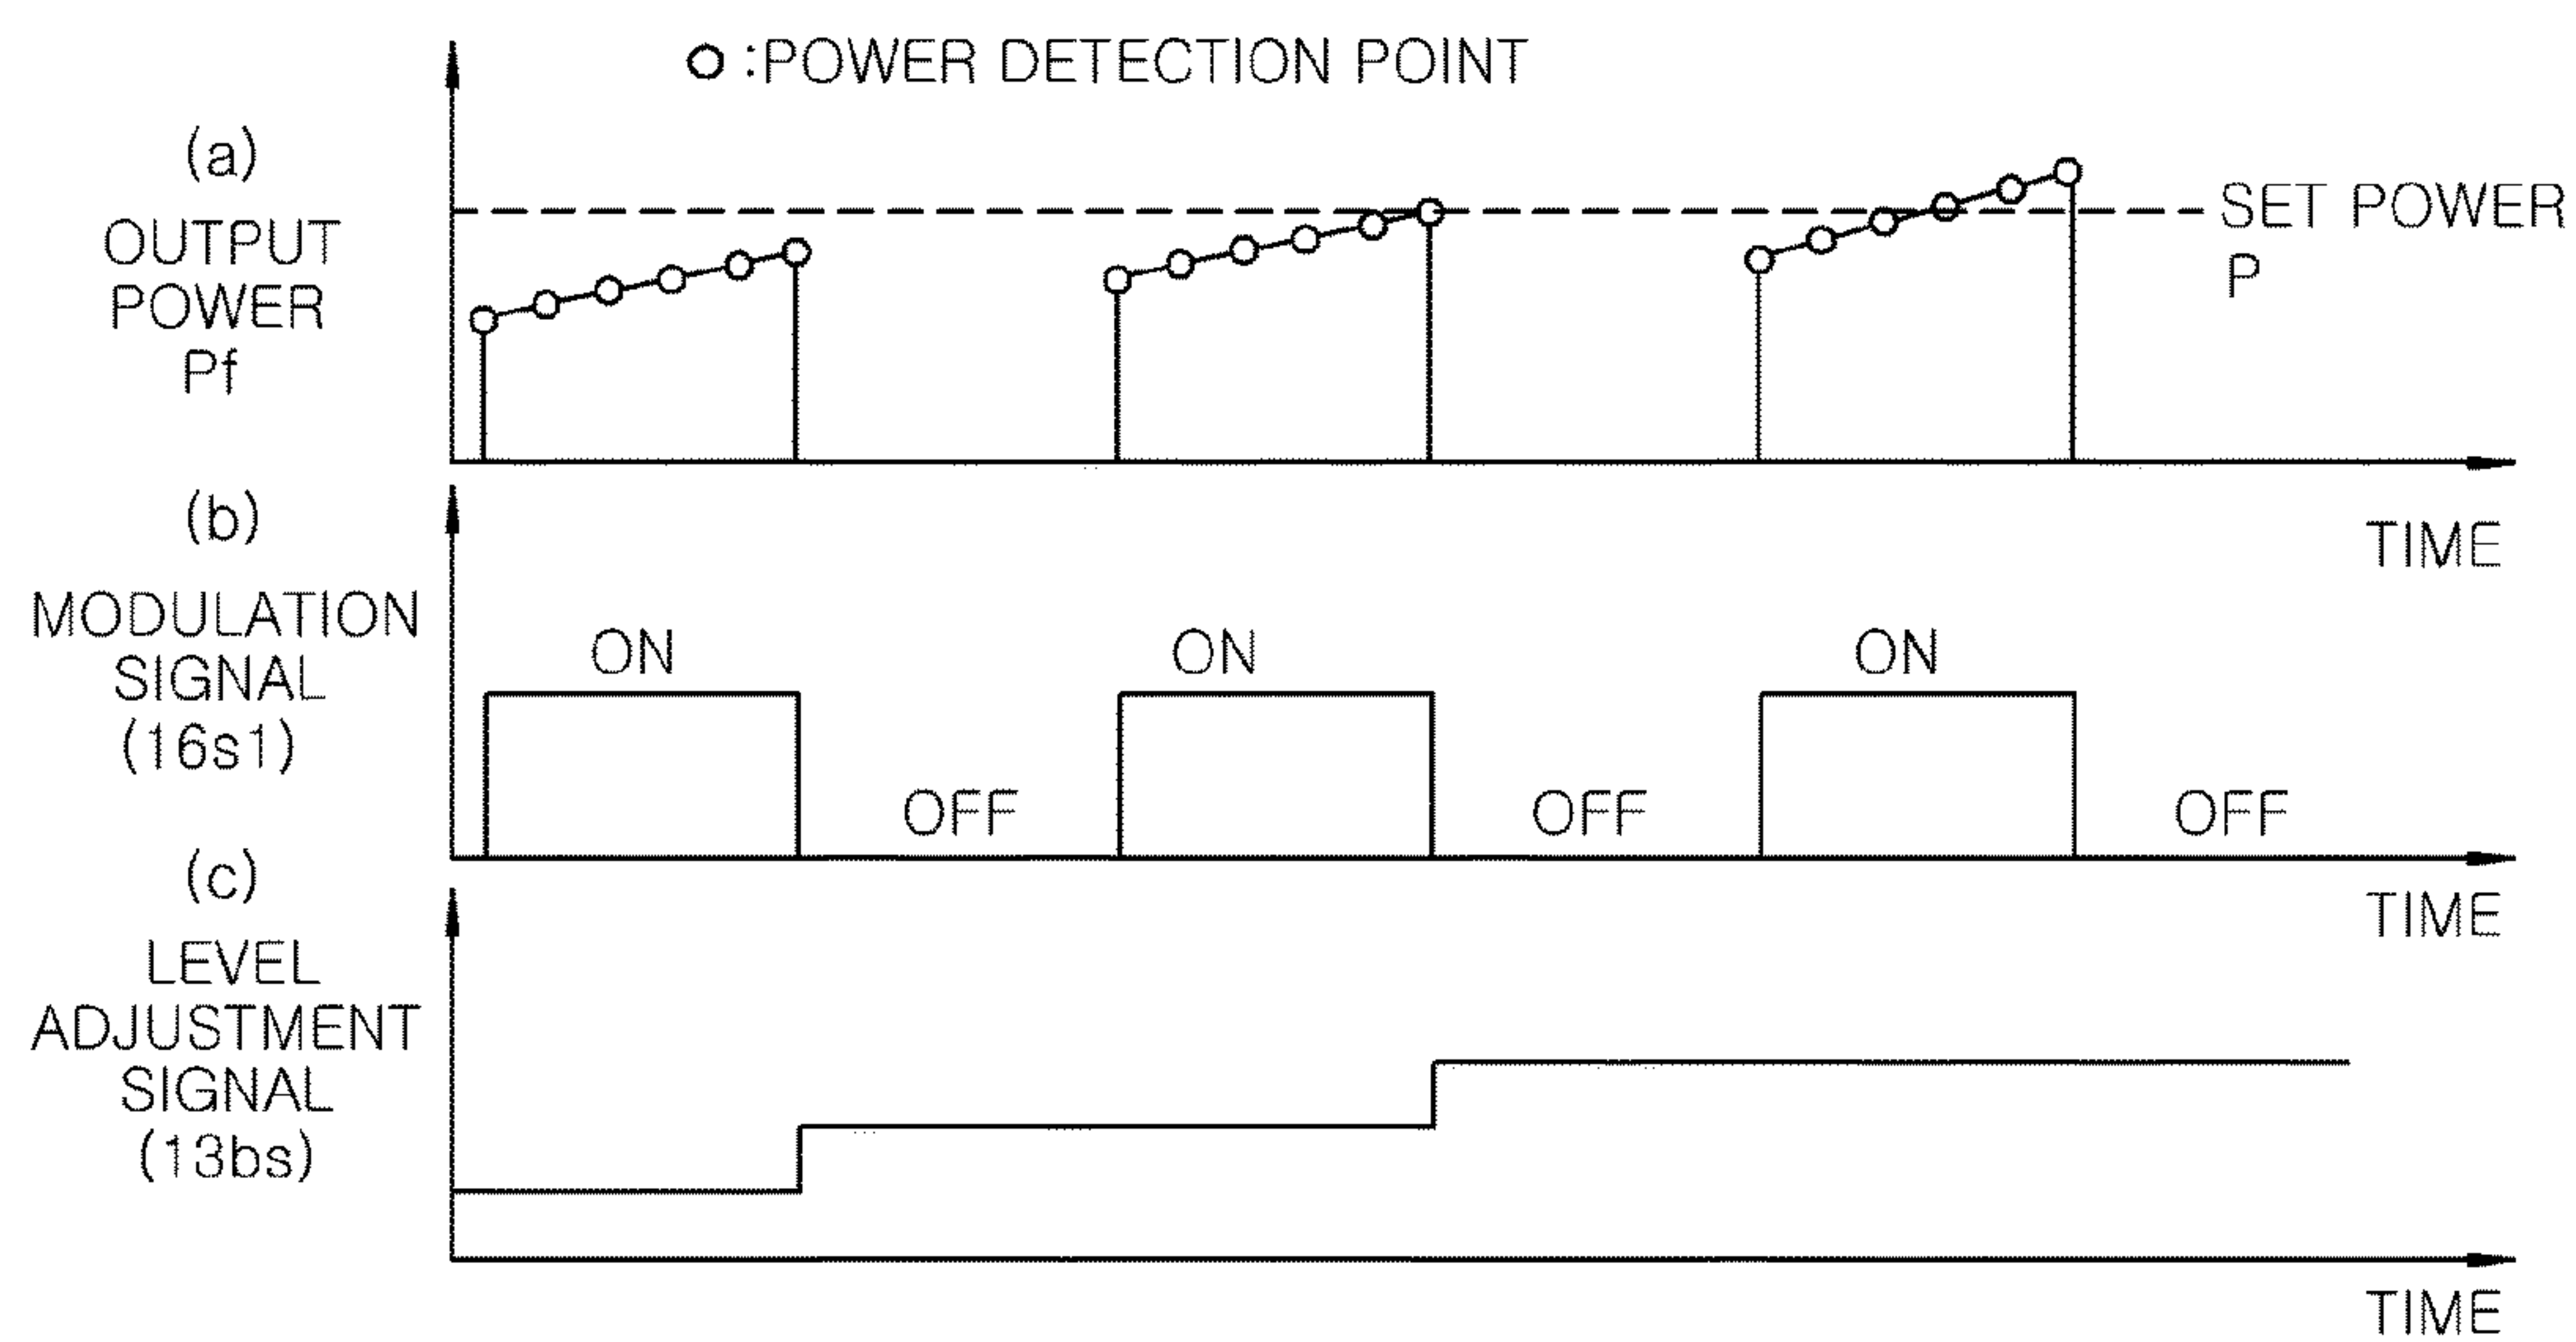 :POWER DETECTION POINT
(a)
OUTPUT
POWER
Pf
SET POWER
P
TIME
(b)
MODULATION
SIGNAL
(16s1)
ON
ON
ON
OFF
OFF
OFF
TIME
(c)
LEVEL
ADJUSTMENT
SIGNAL
(13bs)
TIME